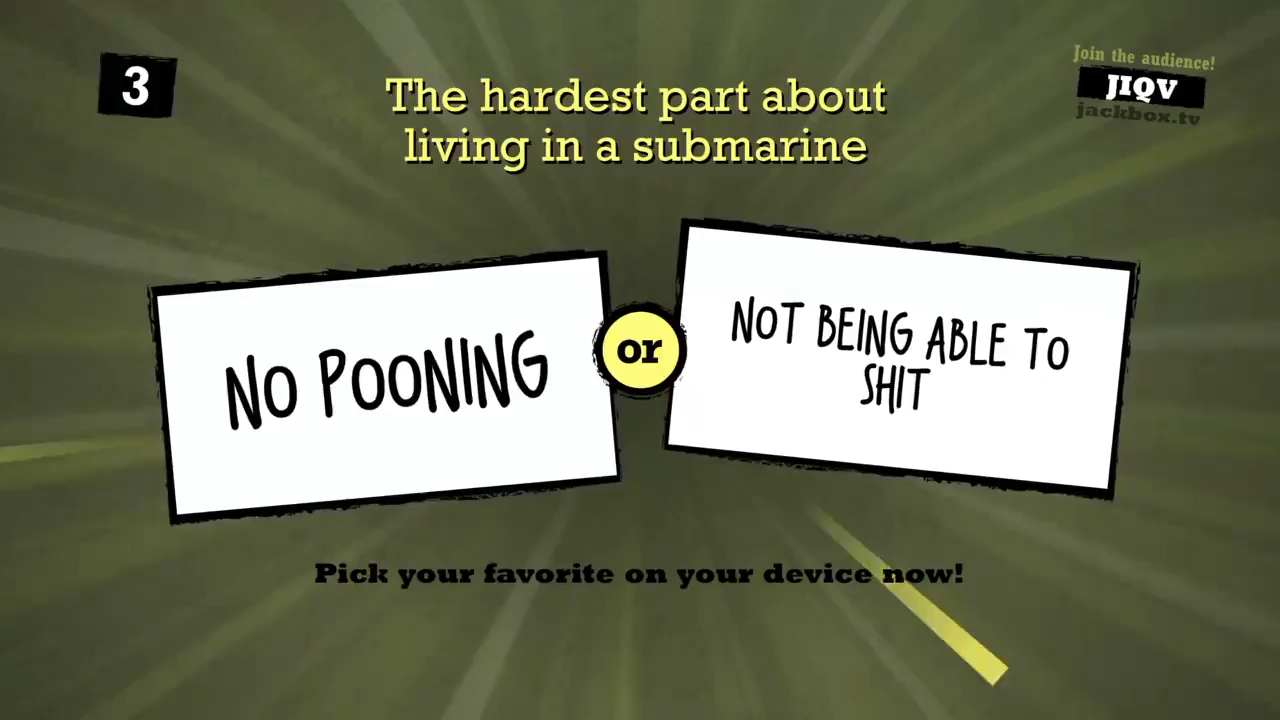 3
The hardest part about
living in a submarine
Join the audience!
JIQV
jackbox.tv
NO POONING
or
NOT BEING ABLE TO
SHIT
Pick your favorite on your device now!